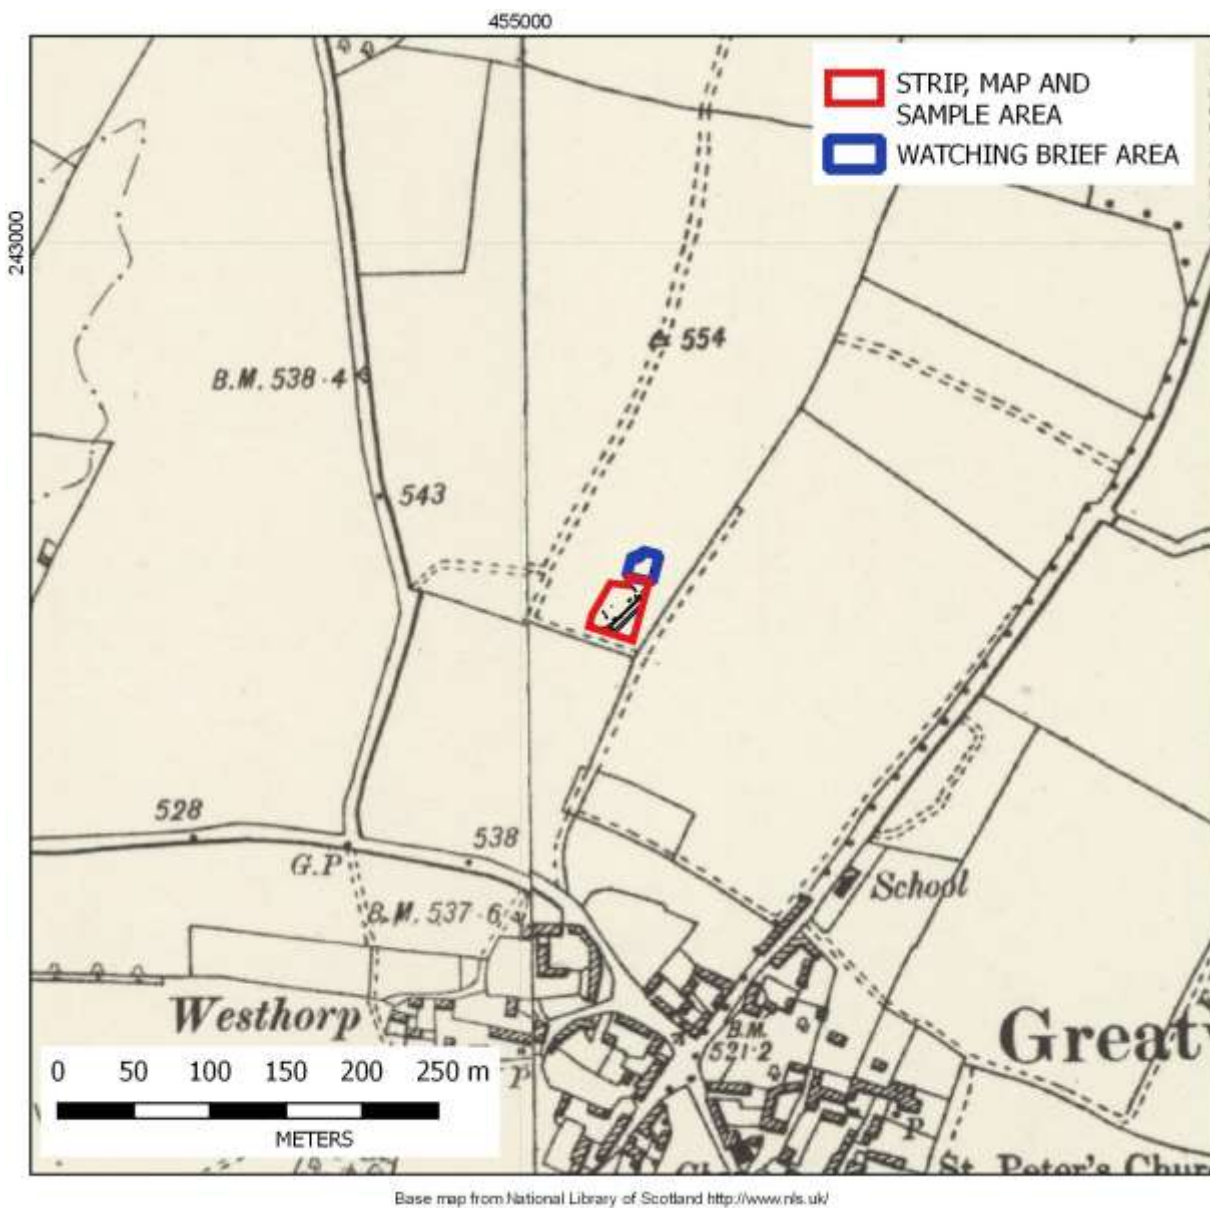 455000
243000
STRIP, MAP AND
SAMPLE AREA
WATCHING BRIEF AREA
554
B.M. 538·4
543
528
538
G.P
School
B.M. 537·6
Westhorp
B.M.
521·2
Great
P
St. Peter's Chur
0 50 100 150 200 250 m
METERS
Base map from National Library of Scotland http://www.nls.uk/